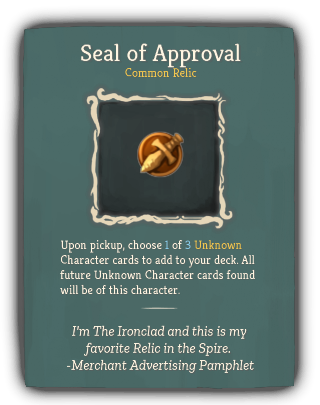 Seal of Approval
Common Relic
Upon pickup, choose 1 of 3 Unknown
Character cards to add to your deck. All
future Unknown Character cards found
will be of this character.
I'm The Ironclad and this is my
favorite Relic in the Spire.
-Merchant Advertising Pamphlet